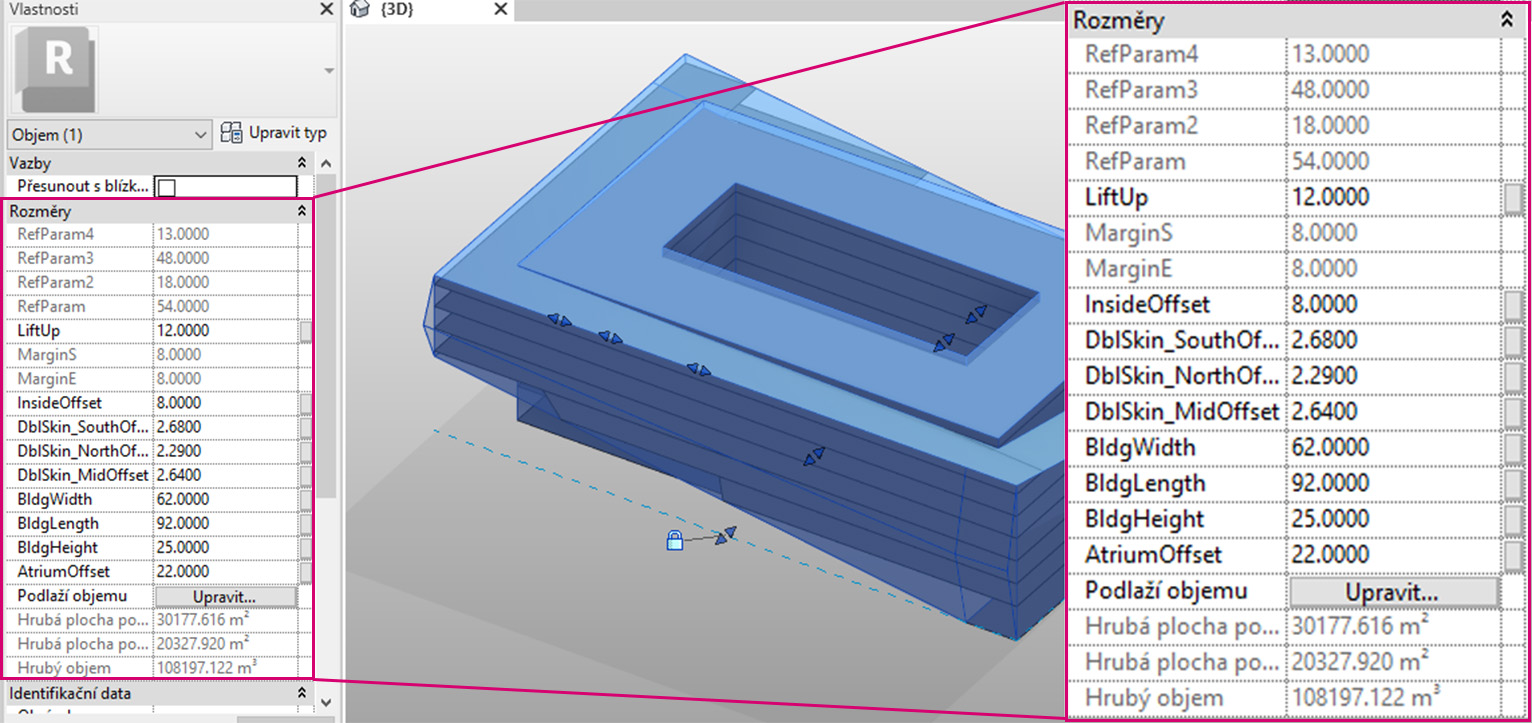 Vlastnosti
{3D}
R
Objem (1)
Upravit typ
Vazby
Přesunout s blízk...
Rozměry
RefParam4 13.0000
RefParam3 48.0000
RefParam2 18.0000
RefParam 54.0000
LiftUp 12.0000
MarginS 8.0000
MarginE 8.0000
InsideOffset 8.0000
DblSkin_SouthOf... 2.6800
DblSkin_NorthOf... 2.2900
DblSkin_MidOffset 2.6400
BldgWidth 62.0000
BldgLength 92.0000
BldgHeight 25.0000
AtriumOffset 22.0000
Podlaží objemu Upravit...
Hrubá plocha po... 30177.616 m²
Hrubá plocha po... 20327.920 m²
Hrubý objem 108197.122 m³
Identifikační data
Rozměry
RefParam4 13.0000
RefParam3 48.0000
RefParam2 18.0000
RefParam 54.0000
LiftUp 12.0000
MarginS 8.0000
MarginE 8.0000
InsideOffset 8.0000
DblSkin_SouthOf... 2.6800
DblSkin_NorthOf... 2.2900
DblSkin_MidOffset 2.6400
BldgWidth 62.0000
BldgLength 92.0000
BldgHeight 25.0000
AtriumOffset 22.0000
Podlaží objemu Upravit...
Hrubá plocha po... 30177.616 m²
Hrubá plocha po... 20327.920 m²
Hrubý objem 108197.122 m³